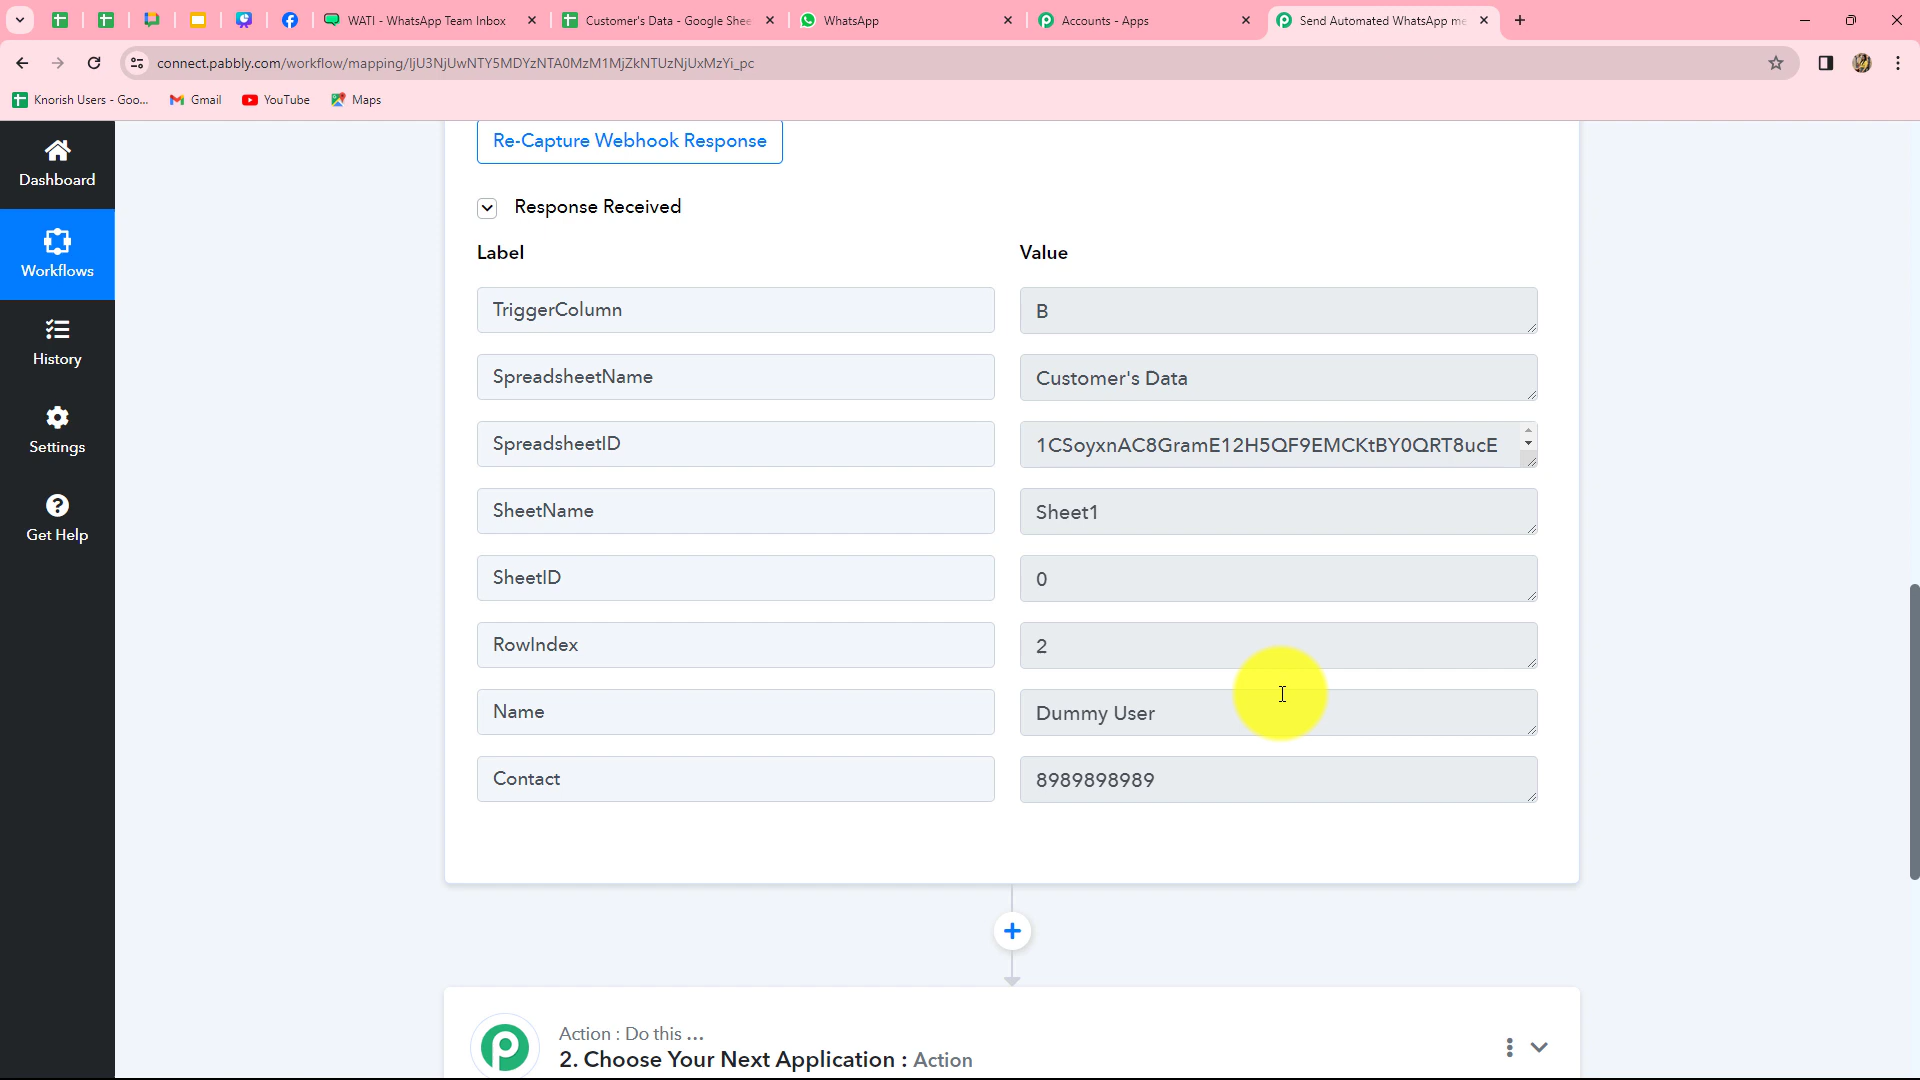 WATI - WhatsApp Team Inbox
Customer's Data - Google Shee
WhatsApp
Accounts - Apps
Send Automated WhatsApp me
connect.pabbly.com/workflow/mapping/IjU3NjUwNTY5MDYzNTA0MzM1MjZkNTUzNjUxMzYi_pc
Knorish Users - Goo...
Gmail
YouTube
Maps
Dashboard
Workflows
History
Settings
Get Help
Re-Capture Webhook Response
Response Received
Label Value
TriggerColumn B
SpreadsheetName Customer's Data
SpreadsheetID 1CSoyxnAC8GramE12H5QF9EMCKtBY0QRT8ucE
SheetName Sheet1
SheetID 0
RowIndex 2
Name Dummy User
Contact 8989898989
Action : Do this ...
2. Choose Your Next Application : Action